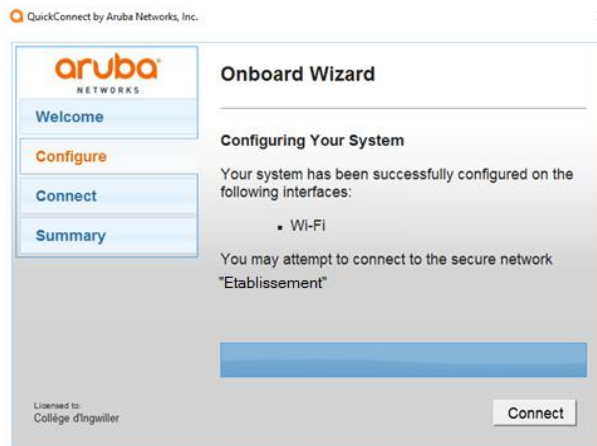 QuickConnect by Aruba Networks, Inc.
aruba
NETWORKS
Welcome
Configure
Connect
Summary
Onboard Wizard
Configuring Your System
Your system has been successfully configured on the
following interfaces:
▪ Wi-Fi
You may attempt to connect to the secure network
"Etablissement"
Licensed to:
Collège d'Ingwiller
Connect